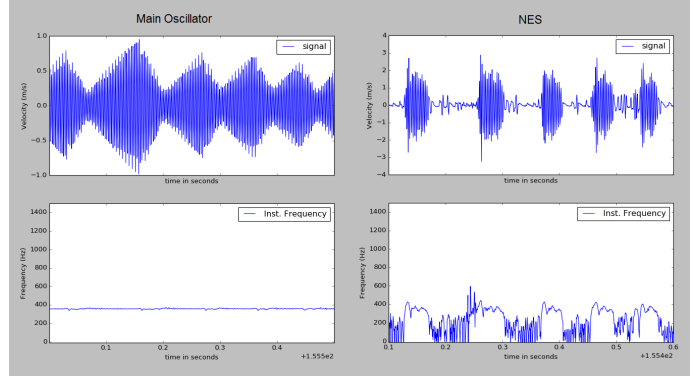 Main Oscillator
NES
1.0
0.5
0.0
−0.5
−1.0
Velocity (m/s)
signal
time in seconds
4
3
2
1
0
−1
−2
−3
−4
Velocity (m/s)
signal
time in seconds
1400
1200
1000
800
600
400
200
0
Frequency (Hz)
Inst. Frequency
0.1
0.2
0.3
0.4
0.5
time in seconds
+1.555e2
1400
1200
1000
800
600
400
200
0
Frequency (Hz)
Inst. Frequency
0.1
0.2
0.3
0.4
0.5
0.6
time in seconds
+1.554e2